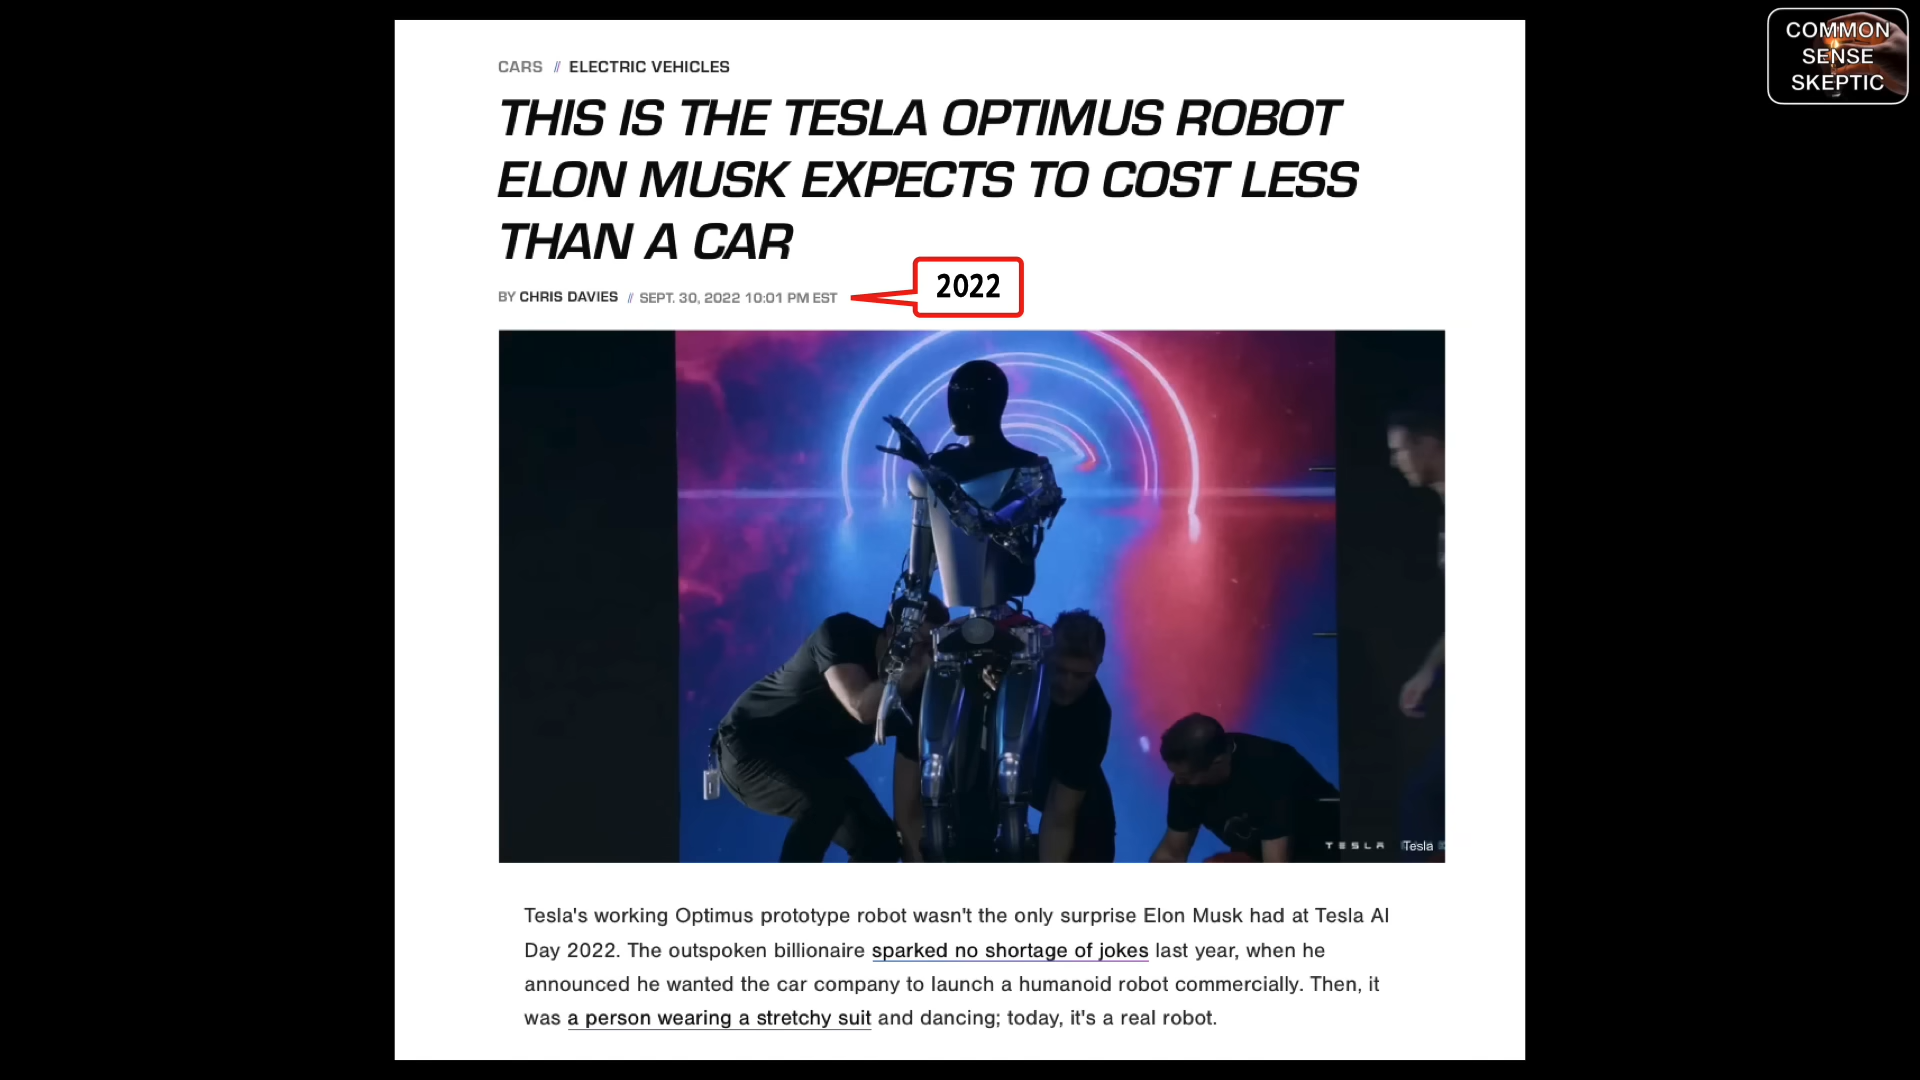 COMMON
SENSE
SKEPTIC
CARS // ELECTRIC VEHICLES
THIS IS THE TESLA OPTIMUS ROBOT
ELON MUSK EXPECTS TO COST LESS
THAN A CAR
BY CHRIS DAVIES // SEPT. 30, 2022 10:01 PM EST
2022
TESLA Tesla
Tesla's working Optimus prototype robot wasn't the only surprise Elon Musk had at Tesla AI
Day 2022. The outspoken billionaire sparked no shortage of jokes last year, when he
announced he wanted the car company to launch a humanoid robot commercially. Then, it
was a person wearing a stretchy suit and dancing; today, it's a real robot.